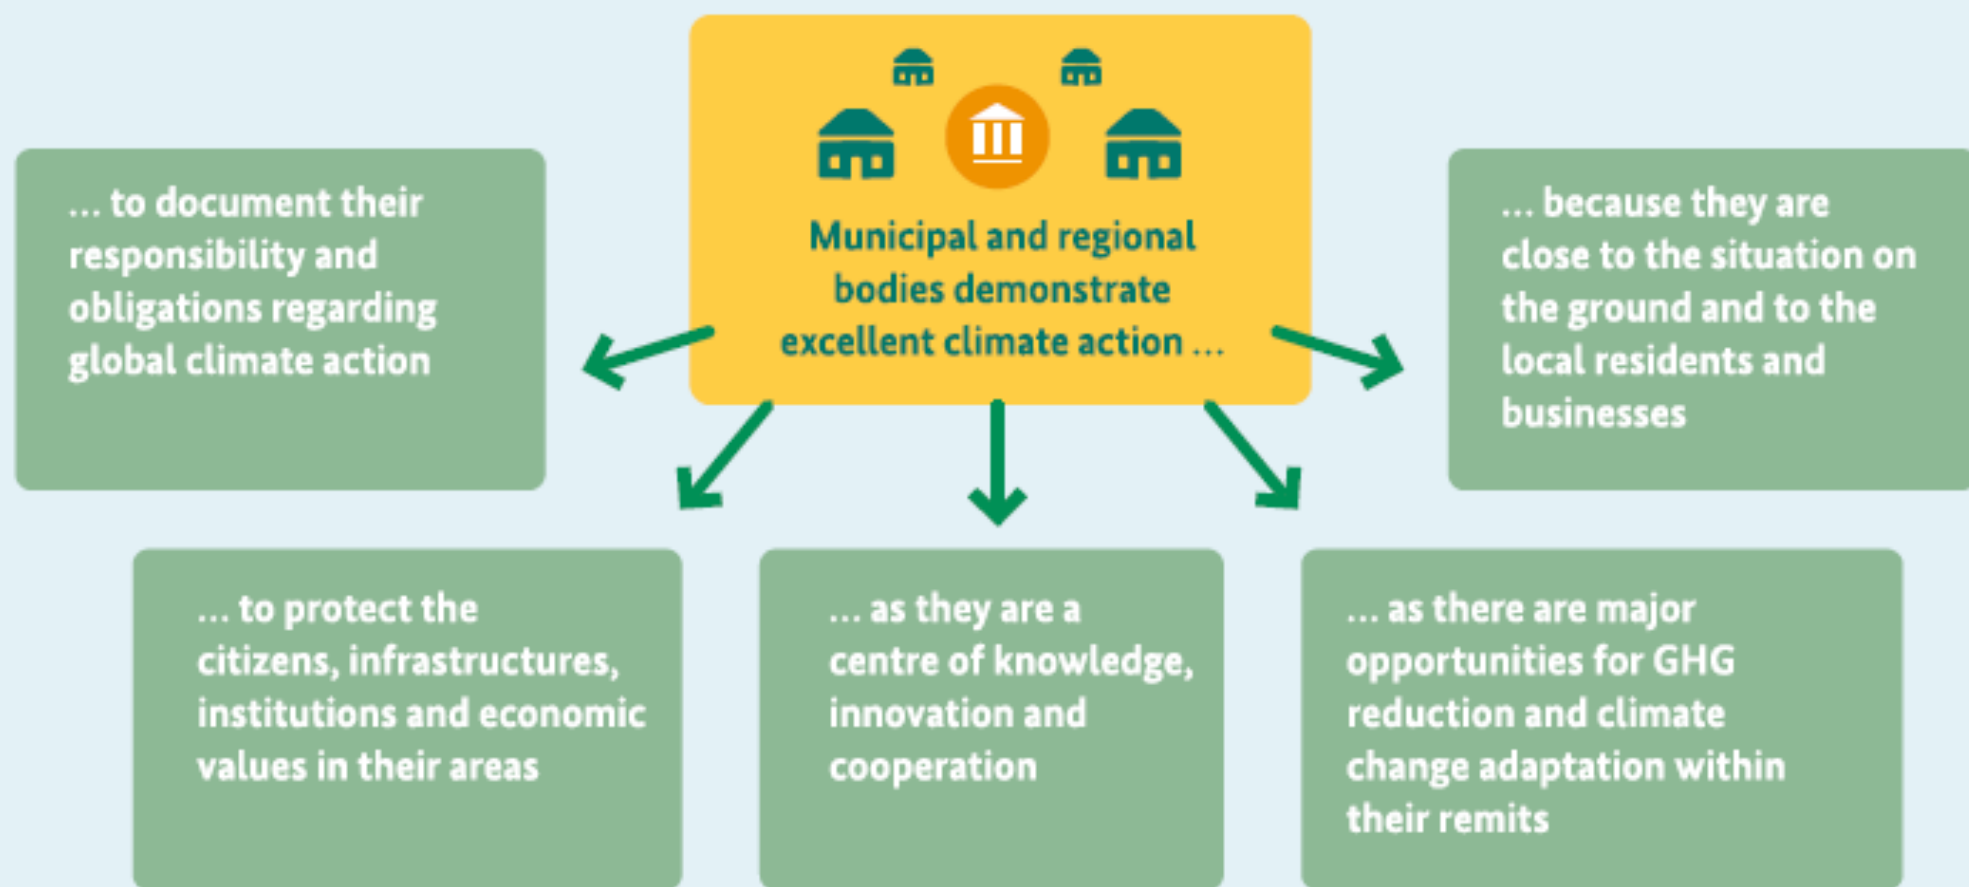 Municipal and regional
bodies demonstrate
excellent climate action ...
... to document their
responsibility and
obligations regarding
global climate action
... to protect the
citizens, infrastructures,
institutions and economic
values in their areas
... as they are a
centre of knowledge,
innovation and
cooperation
... as there are major
opportunities for GHG
reduction and climate
change adaptation within
their remits
... because they are
close to the situation on
the ground and to the
local residents and
businesses